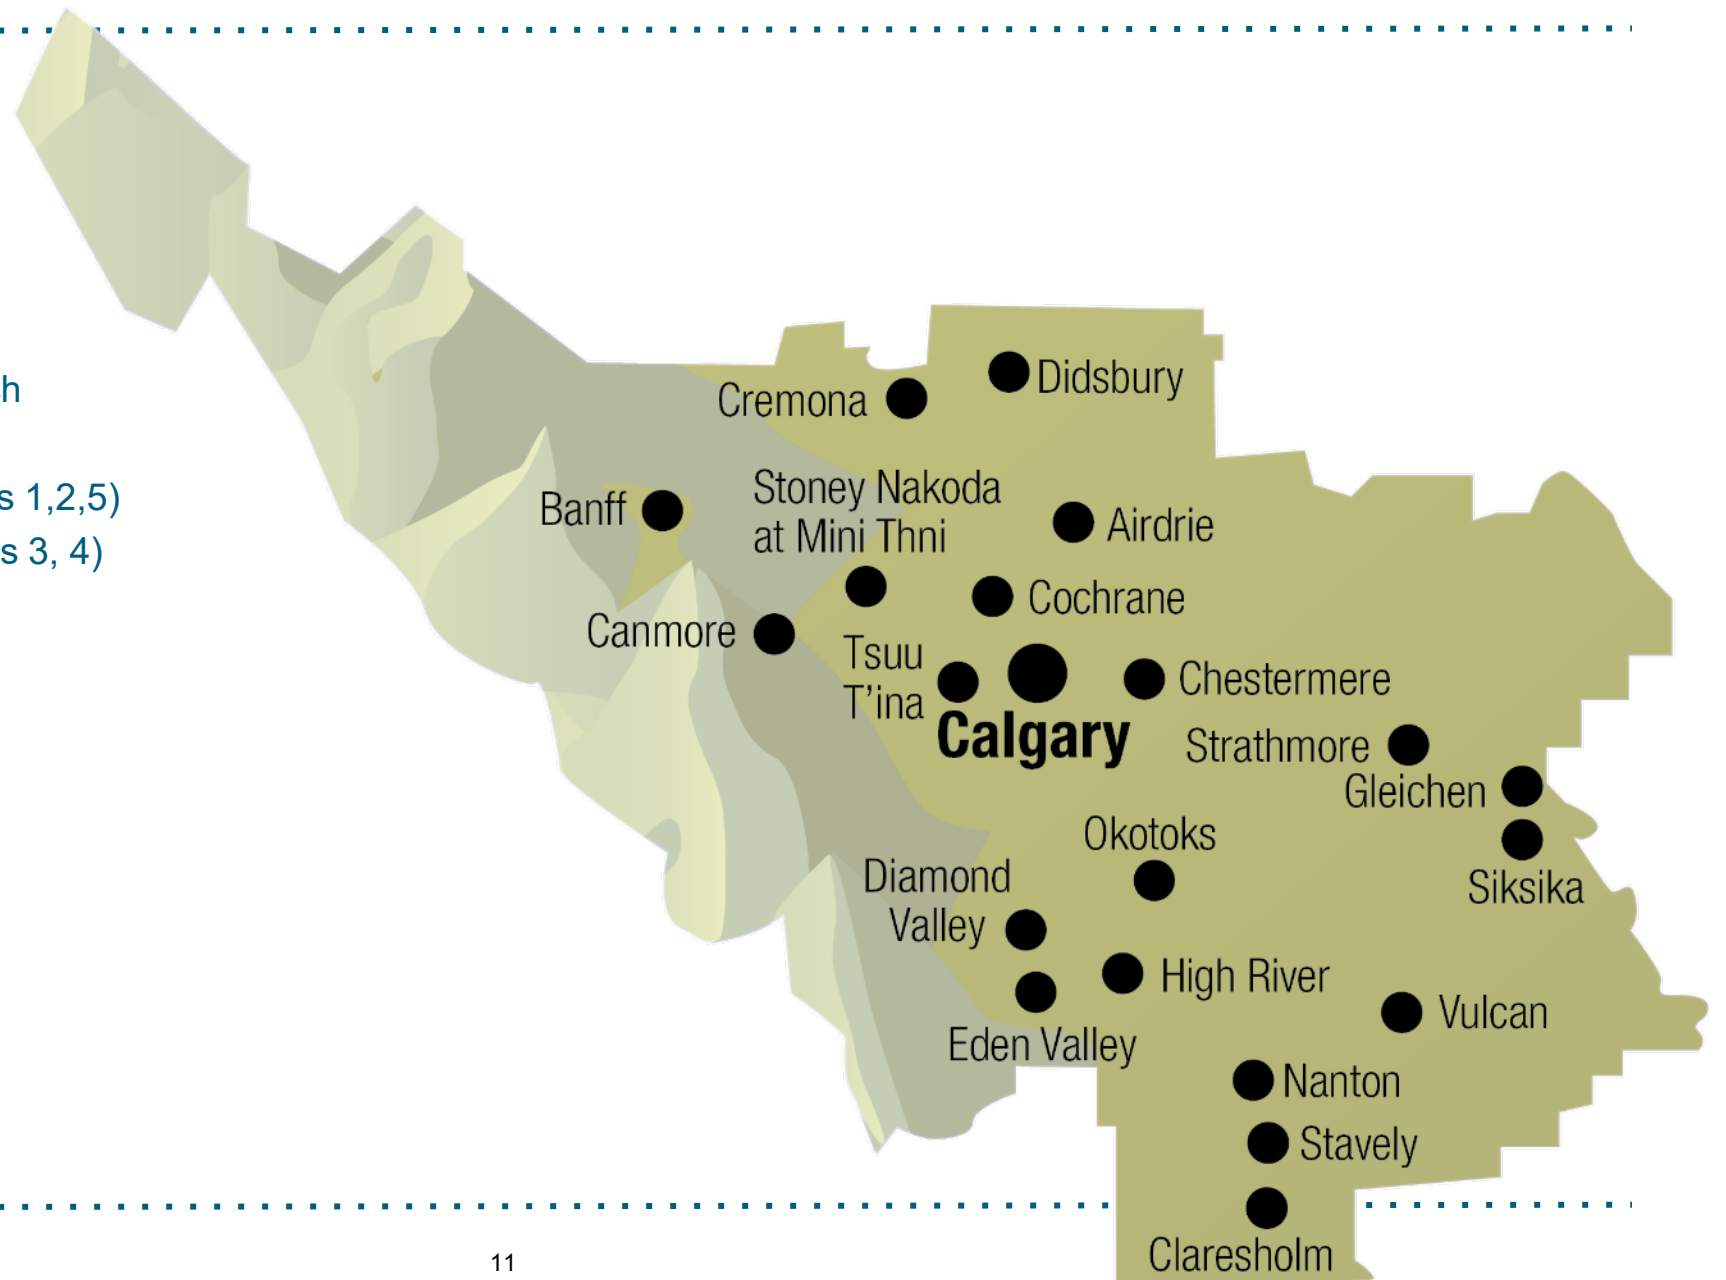 h
s 1,2,5)
s 3, 4)
Didsbury
Cremona
Stoney Nakoda
at Mini Thni
Banff
Airdrie
Cochrane
Canmore
Tsuu
T'ina
Chestermere
Calgary
Strathmore
Gleichen
Okotoks
Diamond
Valley
Siksika
High River
Vulcan
Eden Valley
Nanton
Stavely
Claresholm
11